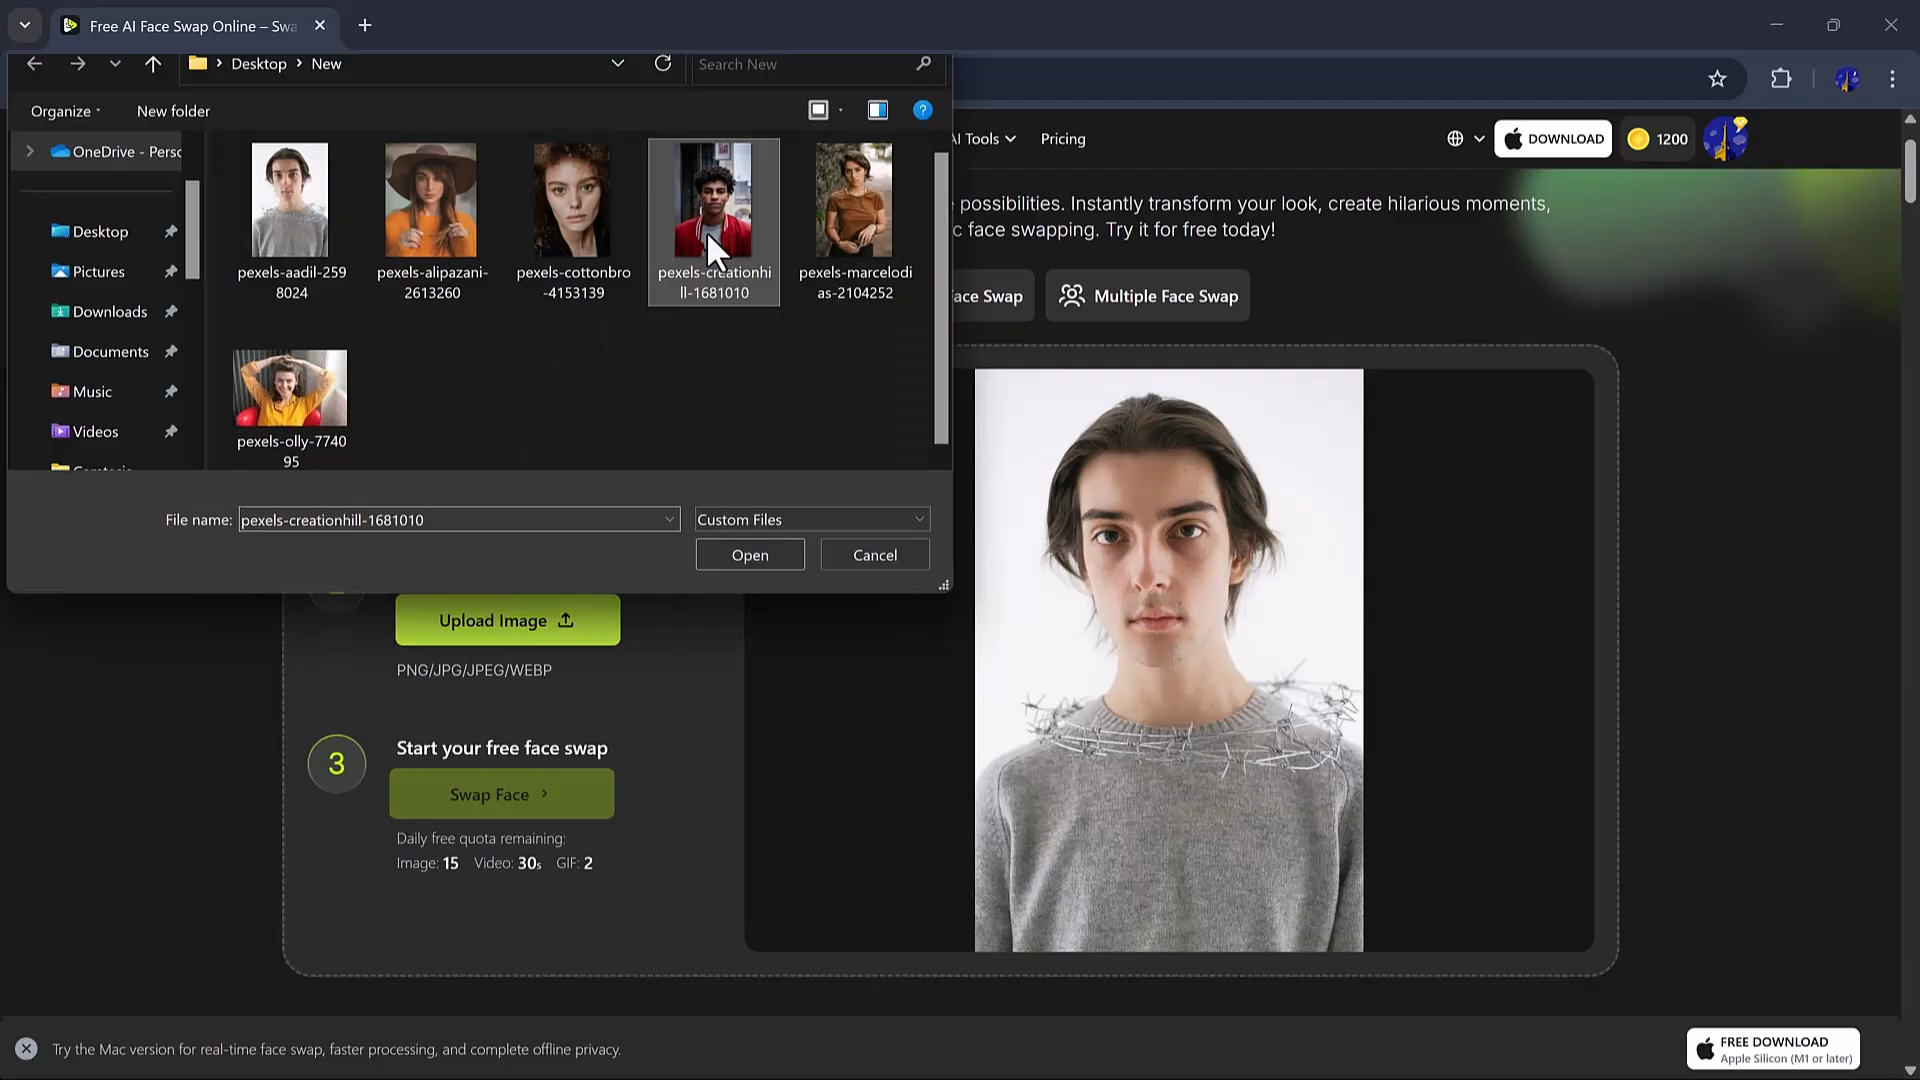 Free AI Face Swap Online – Swa
Desktop > New
Search New
Organize
New folder
OneDrive - Persc
Desktop
Pictures
Downloads
Documents
Music
Videos
pexels-aadil-259
8024
pexels-alipazani-
2613260
pexels-cottonbro
-4153139
pexels-creationhi
ll-1681010
pexels-marcelodi
as-2104252
pexels-olly-7740
95
File name: pexels-creationhill-1681010
Custom Files
Open
Cancel
AI Tools
Pricing
DOWNLOAD
1200
possibilities. Instantly transform your look, create hilarious moments,
c face swapping. Try it for free today!
Face Swap
Multiple Face Swap
Upload Image
PNG/JPG/JPEG/WEBP
3
Start your free face swap
Swap Face >
Daily free quota remaining:
Image: 15 Video: 30s GIF: 2
Try the Mac version for real-time face swap, faster processing, and complete offline privacy.
FREE DOWNLOAD
Apple Silicon (M1 or later)